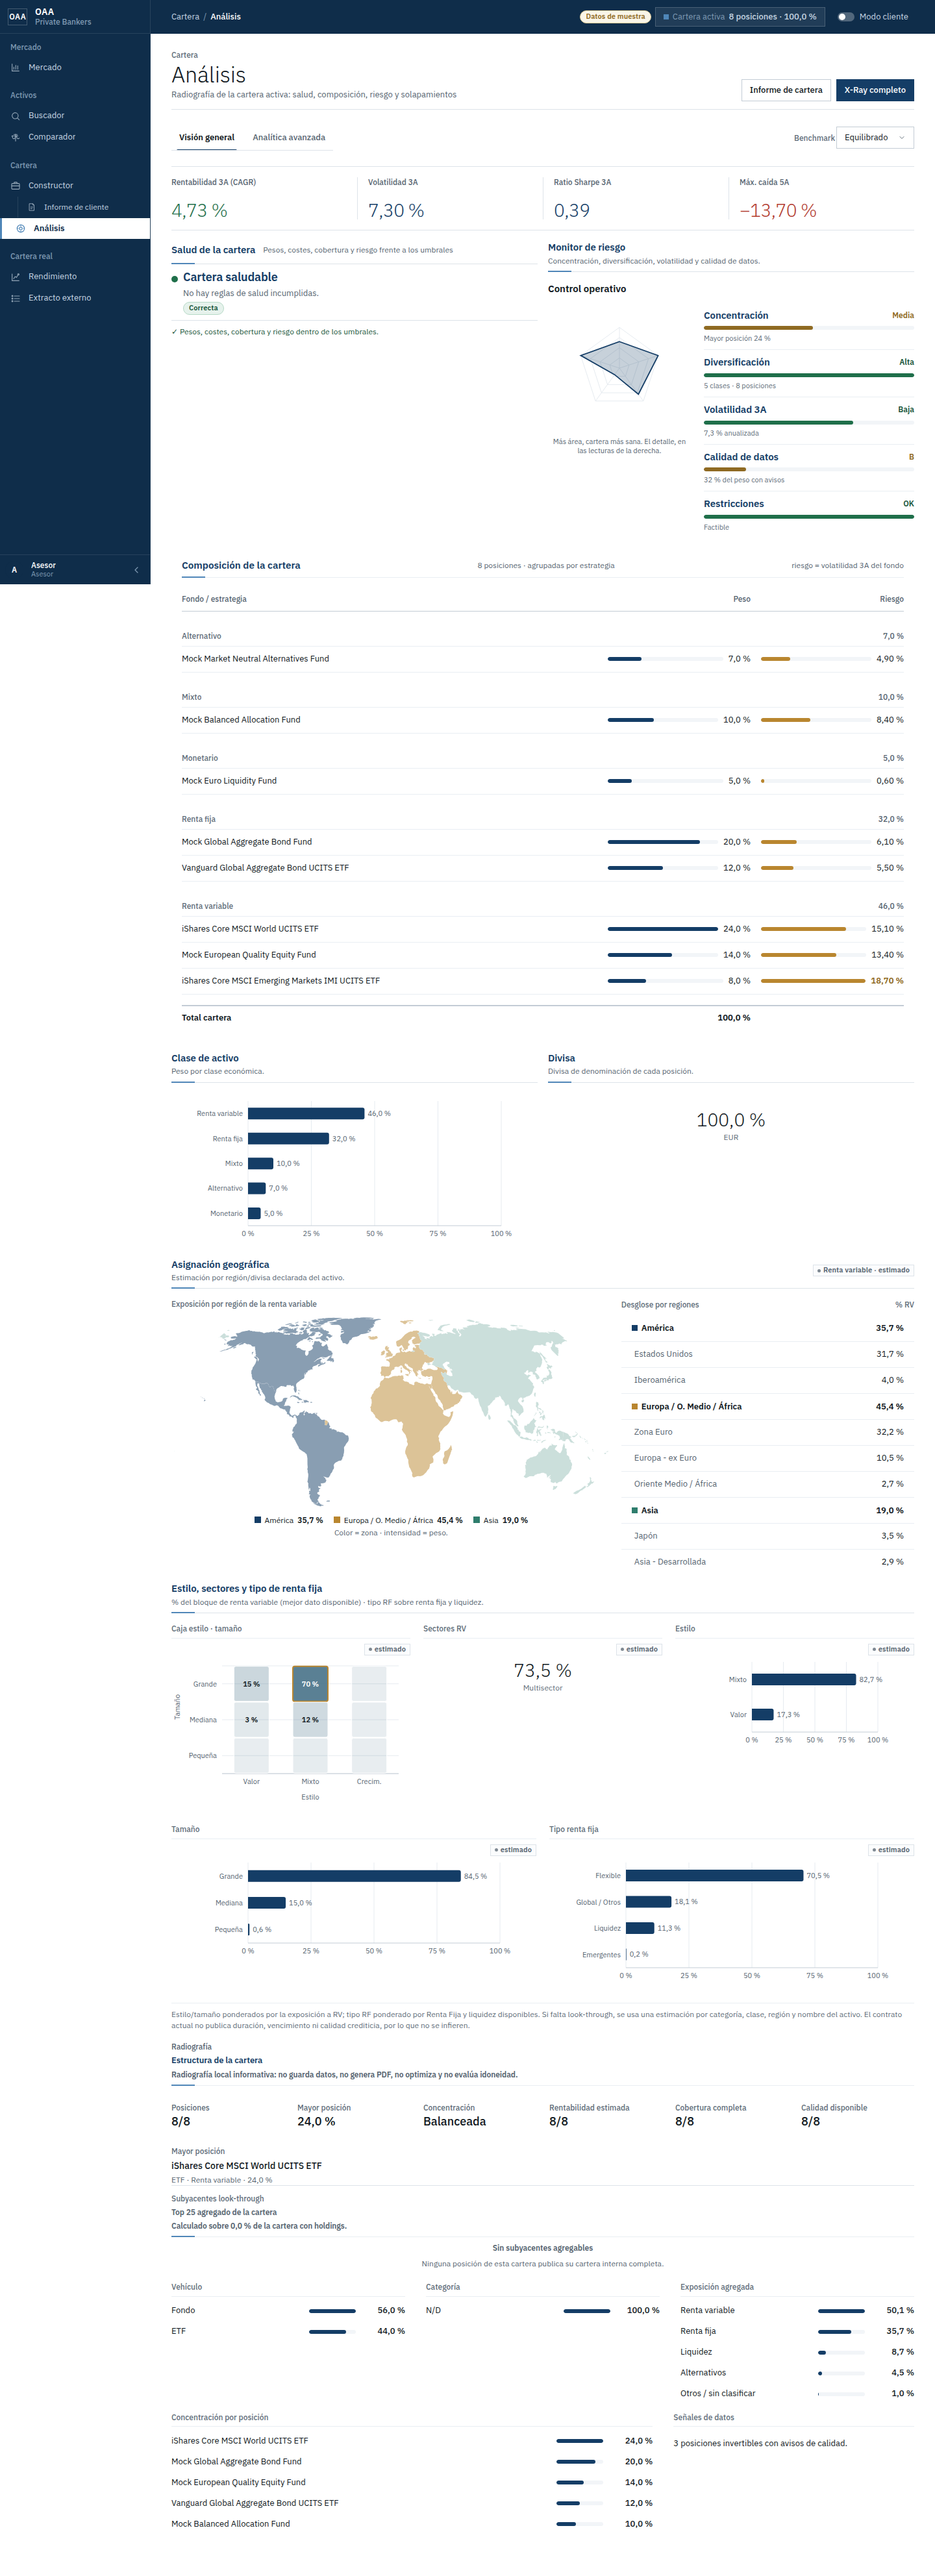 OAA
OAA
Private Bankers
Mercado
Mercado
Activos
Buscador
Comparador
Cartera
Constructor
Informe de cliente
Análisis
Cartera real
Rendimiento
Extracto externo
A
Asesor
Asesor
Cartera / Análisis
Datos de muestra
Cartera activa 8 posiciones · 100,0 %
Modo cliente
Cartera
Análisis
Radiografía de la cartera activa: salud, composición, riesgo y solapamientos
Informe de cartera
X-Ray completo
Visión general
Analítica avanzada
Benchmark
Equilibrado
Rentabilidad 3A (CAGR)
4,73 %
Volatilidad 3A
7,30 %
Ratio Sharpe 3A
0,39
Máx. caída 5A
−13,70 %
Salud de la cartera
Pesos, costes, cobertura y riesgo frente a los umbrales
Cartera saludable
No hay reglas de salud incumplidas.
Correcta
✓ Pesos, costes, cobertura y riesgo dentro de los umbrales.
Monitor de riesgo
Concentración, diversificación, volatilidad y calidad de datos.
Control operativo
Más área, cartera más sana. El detalle, en
las lecturas de la derecha.
Concentración Media
Mayor posición 24 %
Diversificación Alta
5 clases · 8 posiciones
Volatilidad 3A Baja
7,3 % anualizada
Calidad de datos B
32 % del peso con avisos
Restricciones OK
Factible
Composición de la cartera
8 posiciones · agrupadas por estrategia
riesgo = volatilidad 3A del fondo
Fondo / estrategia Peso Riesgo
Alternativo 7,0 %
Mock Market Neutral Alternatives Fund 7,0 % 4,90 %
Mixto 10,0 %
Mock Balanced Allocation Fund 10,0 % 8,40 %
Monetario 5,0 %
Mock Euro Liquidity Fund 5,0 % 0,60 %
Renta fija 32,0 %
Mock Global Aggregate Bond Fund 20,0 % 6,10 %
Vanguard Global Aggregate Bond UCITS ETF 12,0 % 5,50 %
Renta variable 46,0 %
iShares Core MSCI World UCITS ETF 24,0 % 15,10 %
Mock European Quality Equity Fund 14,0 % 13,40 %
iShares Core MSCI Emerging Markets IMI UCITS ETF 8,0 % 18,70 %
Total cartera 100,0 %
Clase de activo
Peso por clase económica.
Renta variable 46,0 %
Renta fija 32,0 %
Mixto 10,0 %
Alternativo 7,0 %
Monetario 5,0 %
0 % 25 % 50 % 75 % 100 %
Divisa
Divisa de denominación de cada posición.
100,0 %
EUR
Asignación geográfica
Estimación por región/divisa declarada del activo.
Renta variable · estimado
Exposición por región de la renta variable
América 35,7 % Europa / O. Medio / África 45,4 % Asia 19,0 %
Color = zona · intensidad = peso.
Desglose por regiones % RV
América 35,7 %
Estados Unidos 31,7 %
Iberoamérica 4,0 %
Europa / O. Medio / África 45,4 %
Zona Euro 32,2 %
Europa - ex Euro 10,5 %
Oriente Medio / África 2,7 %
Asia 19,0 %
Japón 3,5 %
Asia - Desarrollada 2,9 %
Estilo, sectores y tipo de renta fija
% del bloque de renta variable (mejor dato disponible) · tipo RF sobre renta fija y liquidez.
Caja estilo · tamaño
estimado
Tamaño
Grande 15 % 70 %
Mediana 3 % 12 %
Pequeña
Valor Mixto Crecim.
Estilo
Sectores RV
estimado
73,5 %
Multisector
Estilo
estimado
Mixto 82,7 %
Valor 17,3 %
0 % 25 % 50 % 75 % 100 %
Tamaño
estimado
Grande 84,5 %
Mediana 15,0 %
Pequeña 0,6 %
0 % 25 % 50 % 75 % 100 %
Tipo renta fija
estimado
Flexible 70,5 %
Global / Otros 18,1 %
Liquidez 11,3 %
Emergentes 0,2 %
0 % 25 % 50 % 75 % 100 %
Estilo/tamaño ponderados por la exposición a RV; tipo RF ponderado por Renta Fija y liquidez disponibles. Si falta look-through, se usa una estimación por categoría, clase, región y nombre del activo. El contrato
actual no publica duración, vencimiento ni calidad crediticia, por lo que no se infieren.
Radiografía
Estructura de la cartera
Radiografía local informativa: no guarda datos, no genera PDF, no optimiza y no evalúa idoneidad.
Posiciones
8/8
Mayor posición
24,0 %
Concentración
Balanceada
Rentabilidad estimada
8/8
Cobertura completa
8/8
Calidad disponible
8/8
Mayor posición
iShares Core MSCI World UCITS ETF
ETF · Renta variable · 24,0 %
Subyacentes look-through
Top 25 agregado de la cartera
Calculado sobre 0,0 % de la cartera con holdings.
Sin subyacentes agregables
Ninguna posición de esta cartera publica su cartera interna completa.
Vehículo
Fondo 56,0 %
ETF 44,0 %
Categoría
N/D 100,0 %
Exposición agregada
Renta variable 50,1 %
Renta fija 35,7 %
Liquidez 8,7 %
Alternativos 4,5 %
Otros / sin clasificar 1,0 %
Concentración por posición
iShares Core MSCI World UCITS ETF 24,0 %
Mock Global Aggregate Bond Fund 20,0 %
Mock European Quality Equity Fund 14,0 %
Vanguard Global Aggregate Bond UCITS ETF 12,0 %
Mock Balanced Allocation Fund 10,0 %
Señales de datos
3 posiciones invertibles con avisos de calidad.